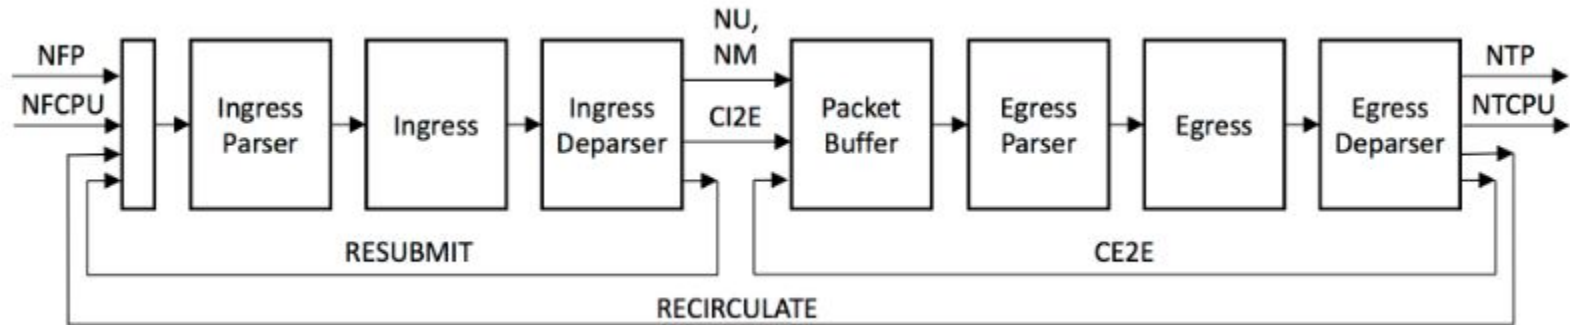 NFP
NFCPU
Ingress
Parser
Ingress
Ingress
Deparser
NU,
NM
CI2E
Packet
Buffer
Egress
Parser
Egress
Egress
Deparser
NTP
NTCPU
RESUBMIT
CE2E
RECIRCULATE